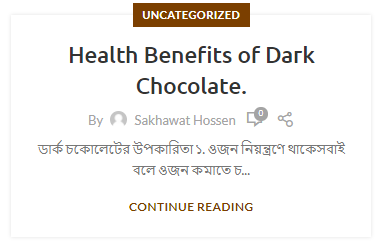 UNCATEGORIZED
Health Benefits of Dark
Chocolate.
By Sakhawat Hossen 0
ডার্ক চকোলেটের উপকারিতা ১. ওজন নিয়ন্ত্রণে থাকেসবাই
বলে ওজন কমাতে চ...
CONTINUE READING